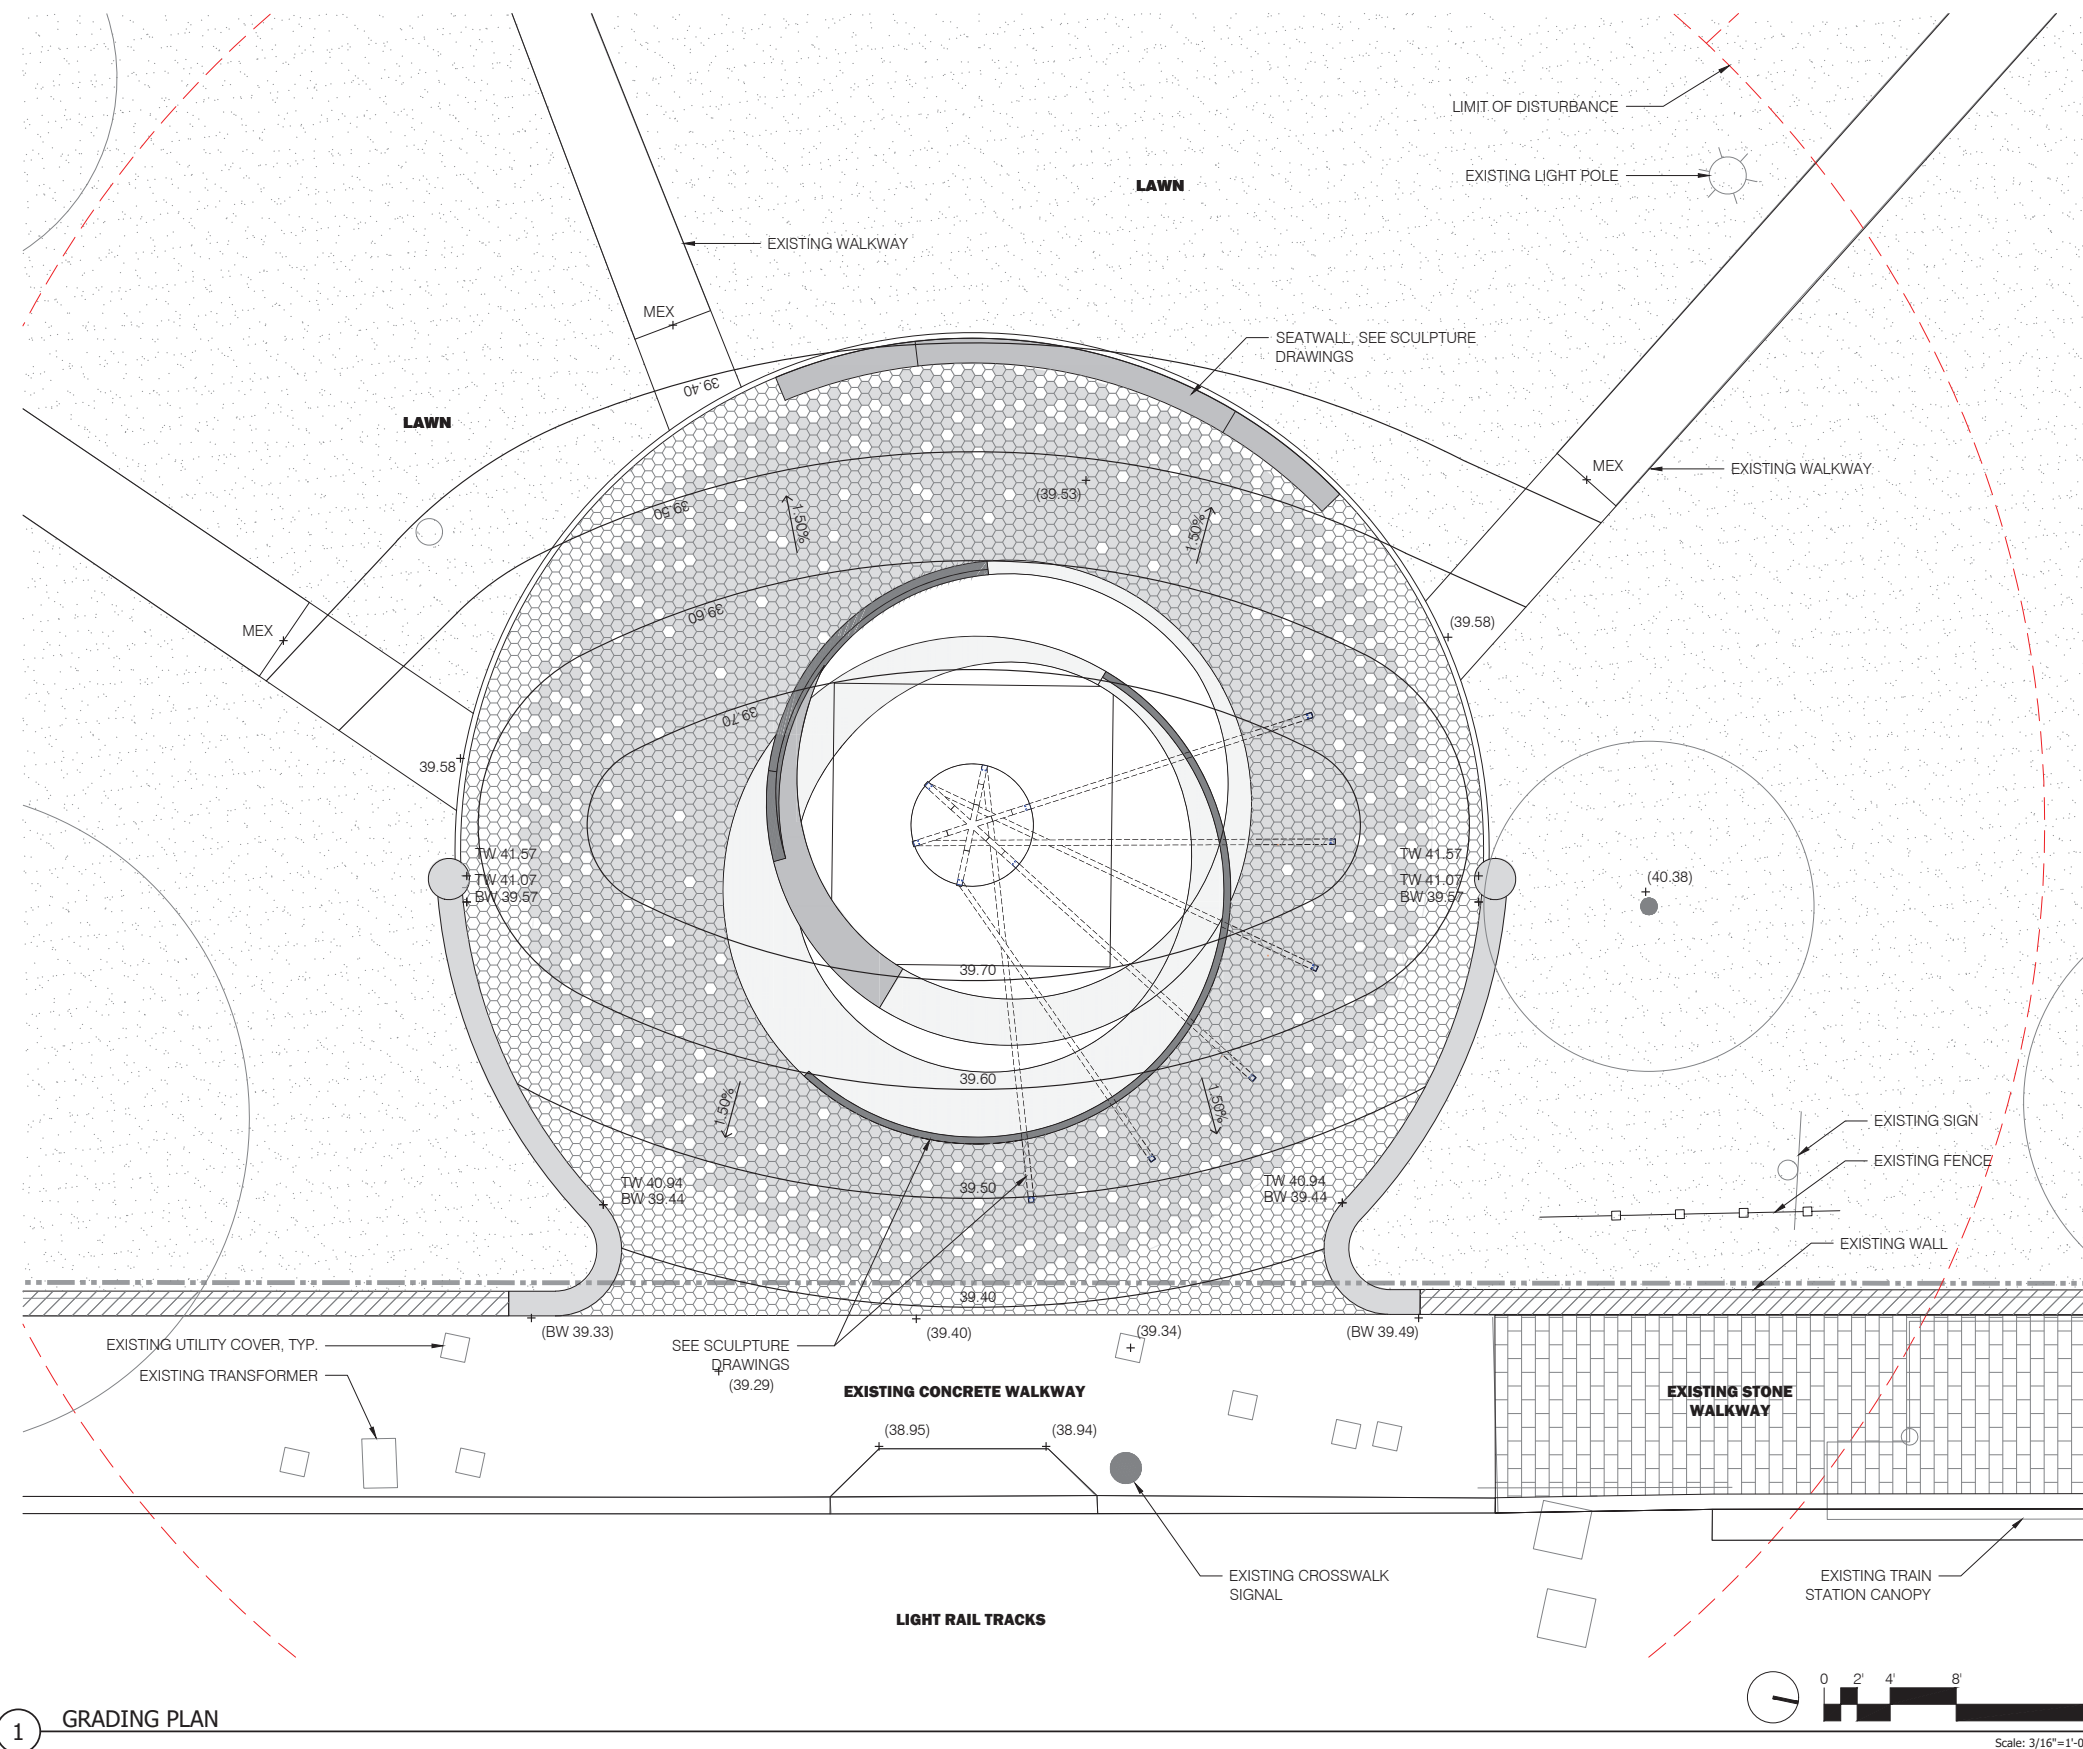 LIMIT OF DISTURBANCE
EXISTING LIGHT POLE
LAWN
EXISTING WALKWAY
MEX
SEATWALL, SEE SCULPTURE
DRAWINGS
39.40
LAWN
MEX
EXISTING WALKWAY
39.50
(39.53)
1.50%
1.50%
39.60
(39.58)
MEX
39.70
39.58
TW 41.57
TW 41.07
BW 39.57
TW 41.57
TW 41.07
BW 39.57
(40.38)
39.70
39.60
1.50%
1.50%
EXISTING SIGN
EXISTING FENCE
TW 40.94
BW 39.44
39.50
TW 40.94
BW 39.44
EXISTING WALL
39.40
(BW 39.33)
(39.40)
(39.34)
(BW 39.49)
EXISTING UTILITY COVER, TYP.
SEE SCULPTURE
DRAWINGS
EXISTING TRANSFORMER
(39.29)
EXISTING CONCRETE WALKWAY
EXISTING STONE
WALKWAY
(38.95)
(38.94)
EXISTING CROSSWALK
SIGNAL
EXISTING TRAIN
STATION CANOPY
LIGHT RAIL TRACKS
0 2' 4' 8'
1
GRADING PLAN
Scale: 3/16"=1'-0